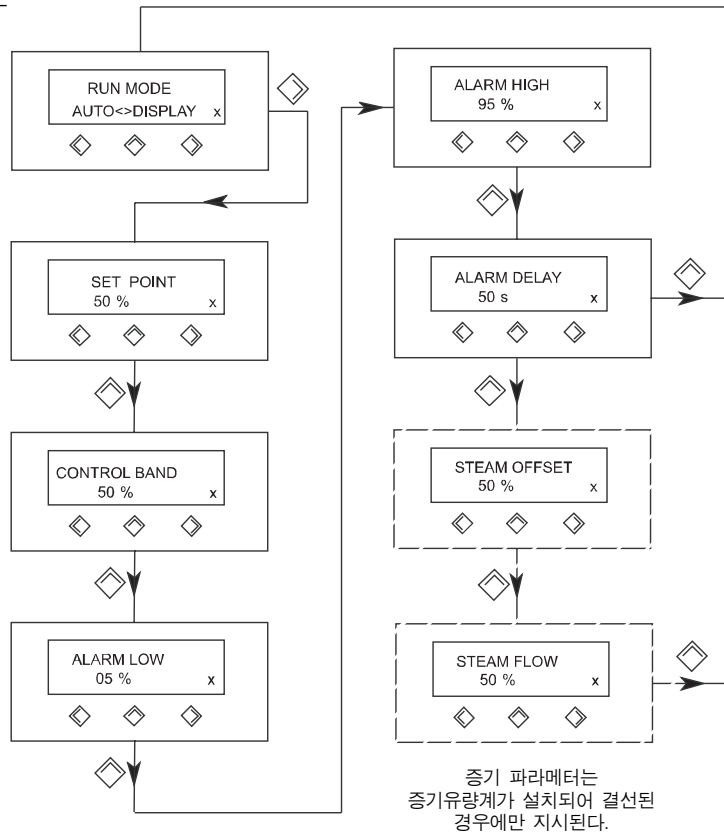 RUN MODE
AUTO<>DISPLAY x
SET POINT
50 % x
CONTROL BAND
50 % x
ALARM LOW
05 % x
ALARM HIGH
95 % x
ALARM DELAY
50 s x
STEAM OFFSET
50 % x
STEAM FLOW
50 % x
증기 파라메터는
증기유량계가 설치되어 결선된
경우에만 지시된다.